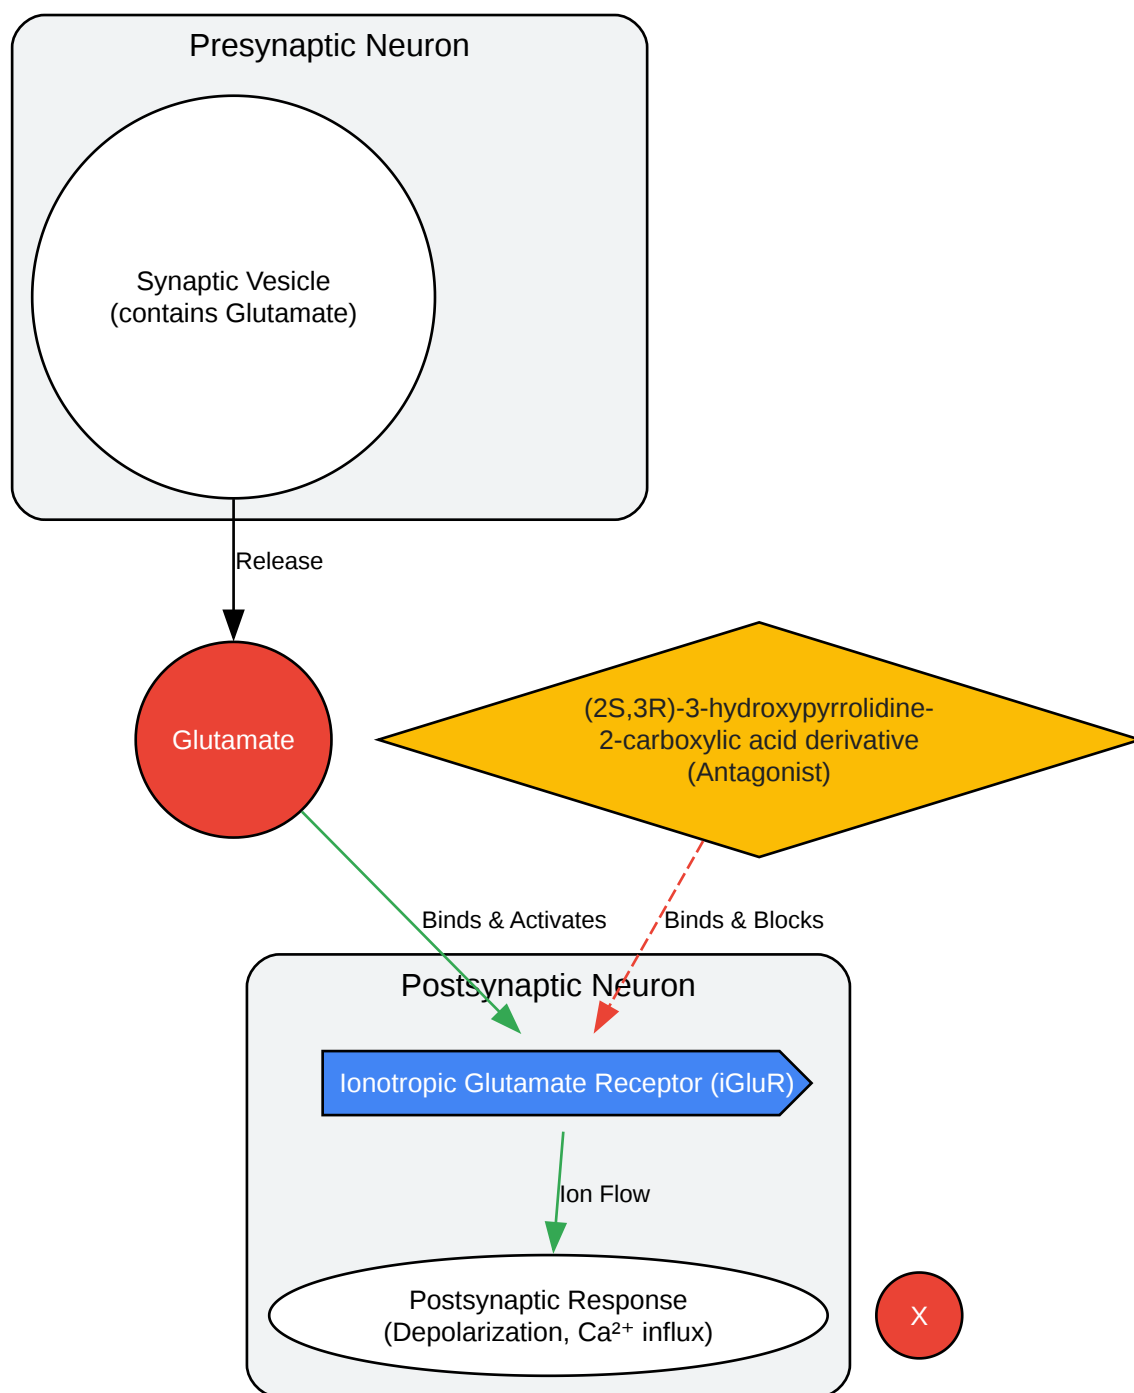 Presynaptic Neuron
Synaptic Vesicle
(contains Glutamate)
Release
Glutamate
(2S,3R)-3-hydroxypyrrolidine-
2-carboxylic acid derivative
(Antagonist)
Binds & Activates
Binds & Blocks
Postsynaptic Neuron
Ionotropic Glutamate Receptor (iGluR)
Ion Flow
Postsynaptic Response
(Depolarization, Ca²⁺ influx)
X